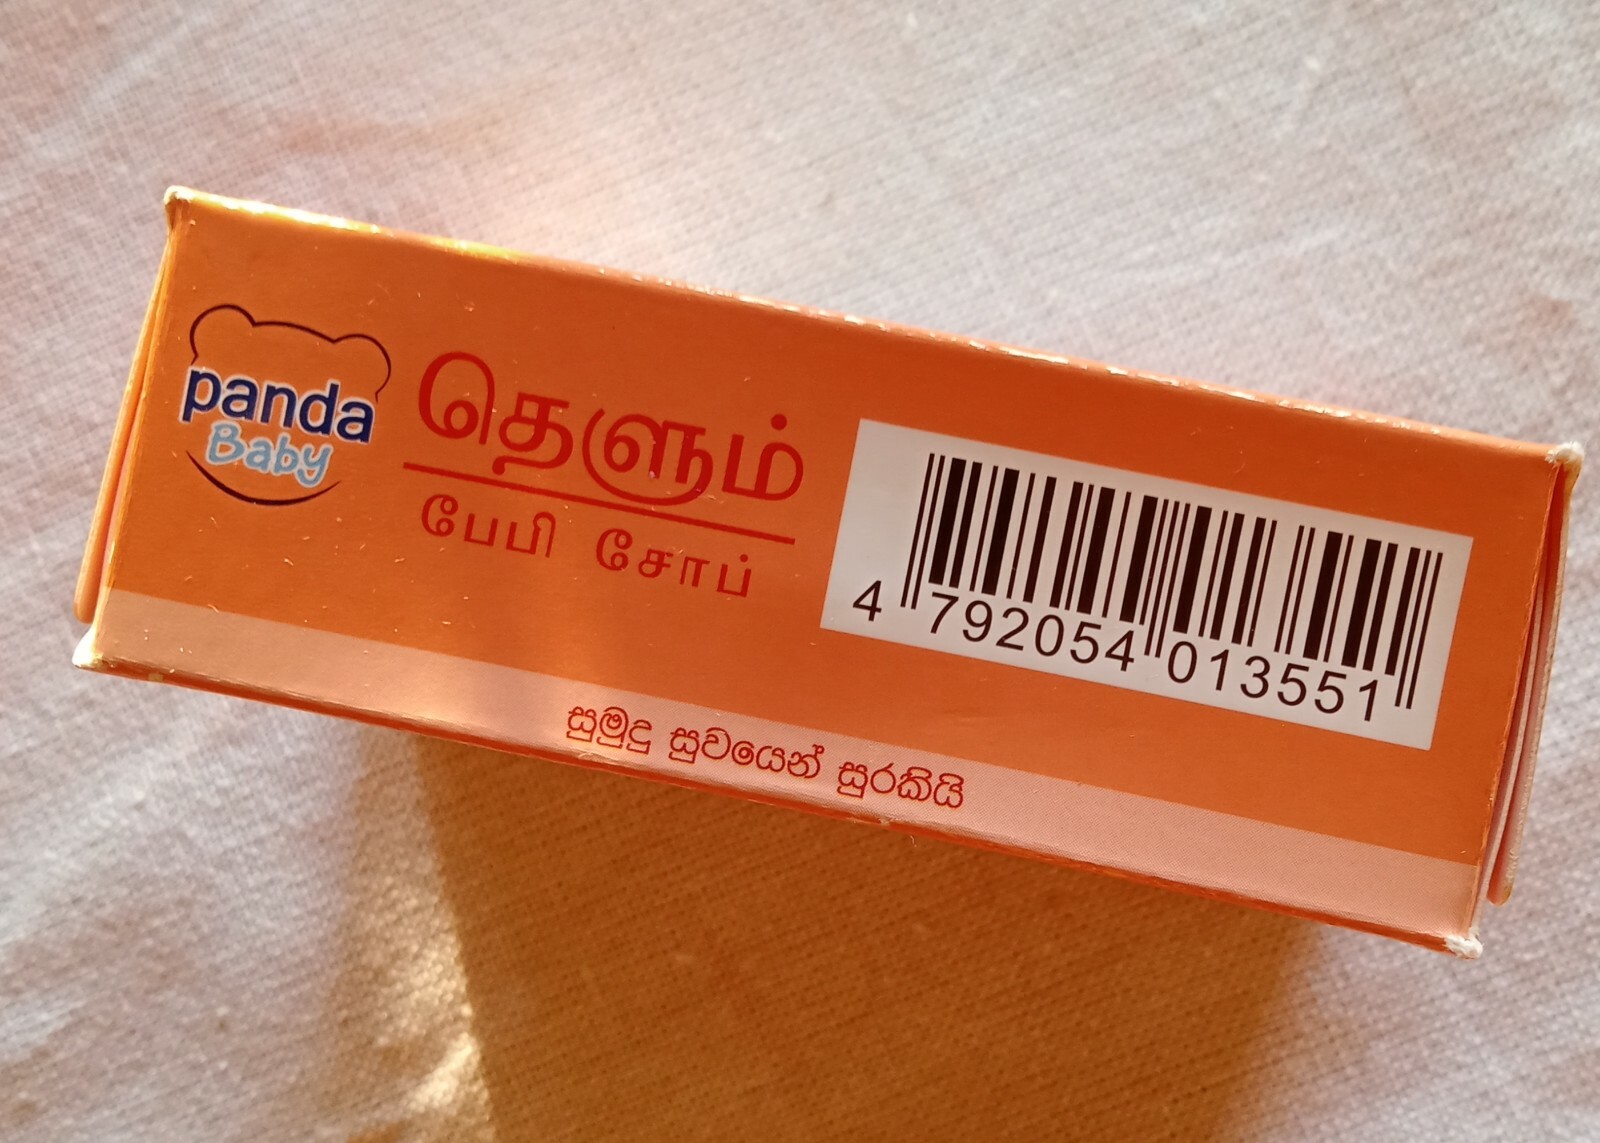 panda
Baby
தெளும்
பேபி சோப்
4 792054 013551
සුමුදු සුවයෙන් සුරකියි